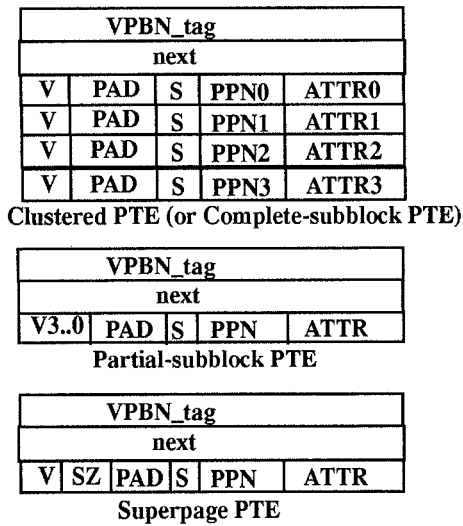 VPBN_tag
next
V PAD S PPN0 ATTR0
V PAD S PPN1 ATTR1
V PAD S PPN2 ATTR2
V PAD S PPN3 ATTR3
Clustered PTE (or Complete-subblock PTE)
VPBN_tag
next
V3..0 PAD S PPN ATTR
Partial-subblock PTE
VPBN_tag
next
V SZ PAD S PPN ATTR
Superpage PTE